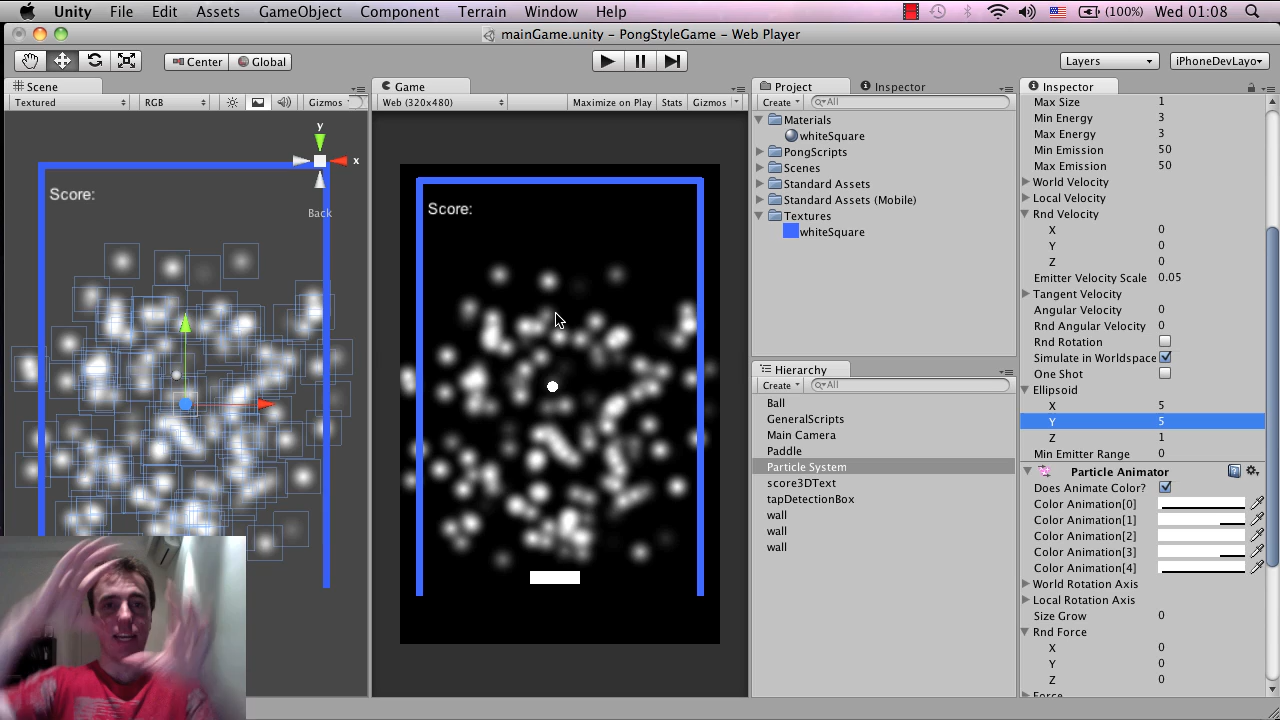 Unity File Edit Assets GameObject Component Terrain Window Help (100%) Wed 01:08
mainGame.unity – PongStyleGame – Web Player
Center Global Layers iPhoneDevLayo
Scene
Textured RGB Gizmos
y
x
Back
Score:
Game
Web (320x480) Maximize on Play Stats Gizmos
Score:
Project Inspector
Create All
Materials
whiteSquare
PongScripts
Scenes
Standard Assets
Standard Assets (Mobile)
Textures
whiteSquare
Hierarchy
Create All
Ball
GeneralScripts
Main Camera
Paddle
Particle System
score3DText
tapDetectionBox
wall
wall
wall
Inspector
Max Size 1
Min Energy 3
Max Energy 3
Min Emission 50
Max Emission 50
World Velocity
Local Velocity
Rnd Velocity
X 0
Y 0
Z 0
Emitter Velocity Scale 0.05
Tangent Velocity
Angular Velocity 0
Rnd Angular Velocity 0
Rnd Rotation
Simulate in Worldspace
One Shot
Ellipsoid
X 5
Y 5
Z 1
Min Emitter Range 0
Particle Animator
Does Animate Color?
Color Animation[0]
Color Animation[1]
Color Animation[2]
Color Animation[3]
Color Animation[4]
World Rotation Axis
Local Rotation Axis
Size Grow 0
Rnd Force
X 0
Y 0
Z 0
Force